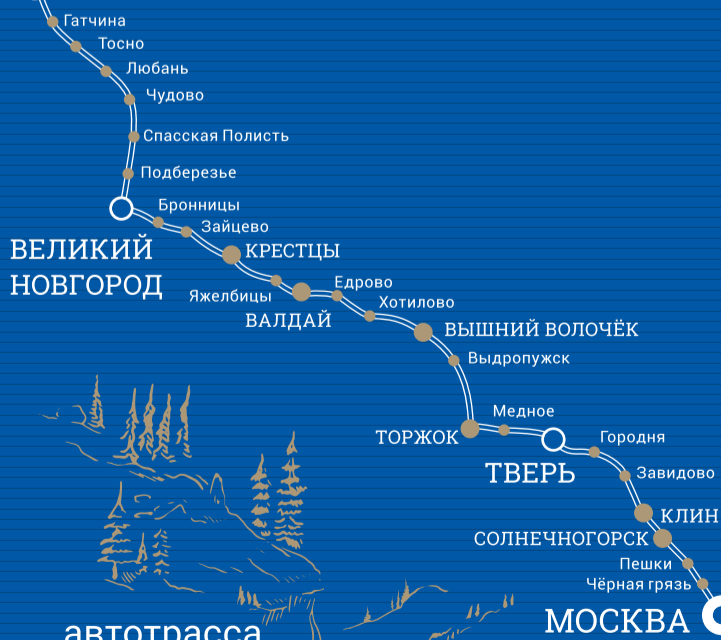 Гатчина
Тосно
Любань
Чудово
Спасская Полисть
Подберезье
Бронницы
Зайцево
ВЕЛИКИЙ
НОВГОРОД
КРЕСТЦЫ
Яжелбицы
Едрово
ВАЛДАЙ
Хотилово
ВЫШНИЙ ВОЛОЧЁК
Выдропужск
Медное
ТОРЖОК
Городня
ТВЕРЬ
Завидово
КЛИН
СОЛНЕЧНОГОРСК
Пешки
Чёрная грязь
МОСКВА
автотрасса